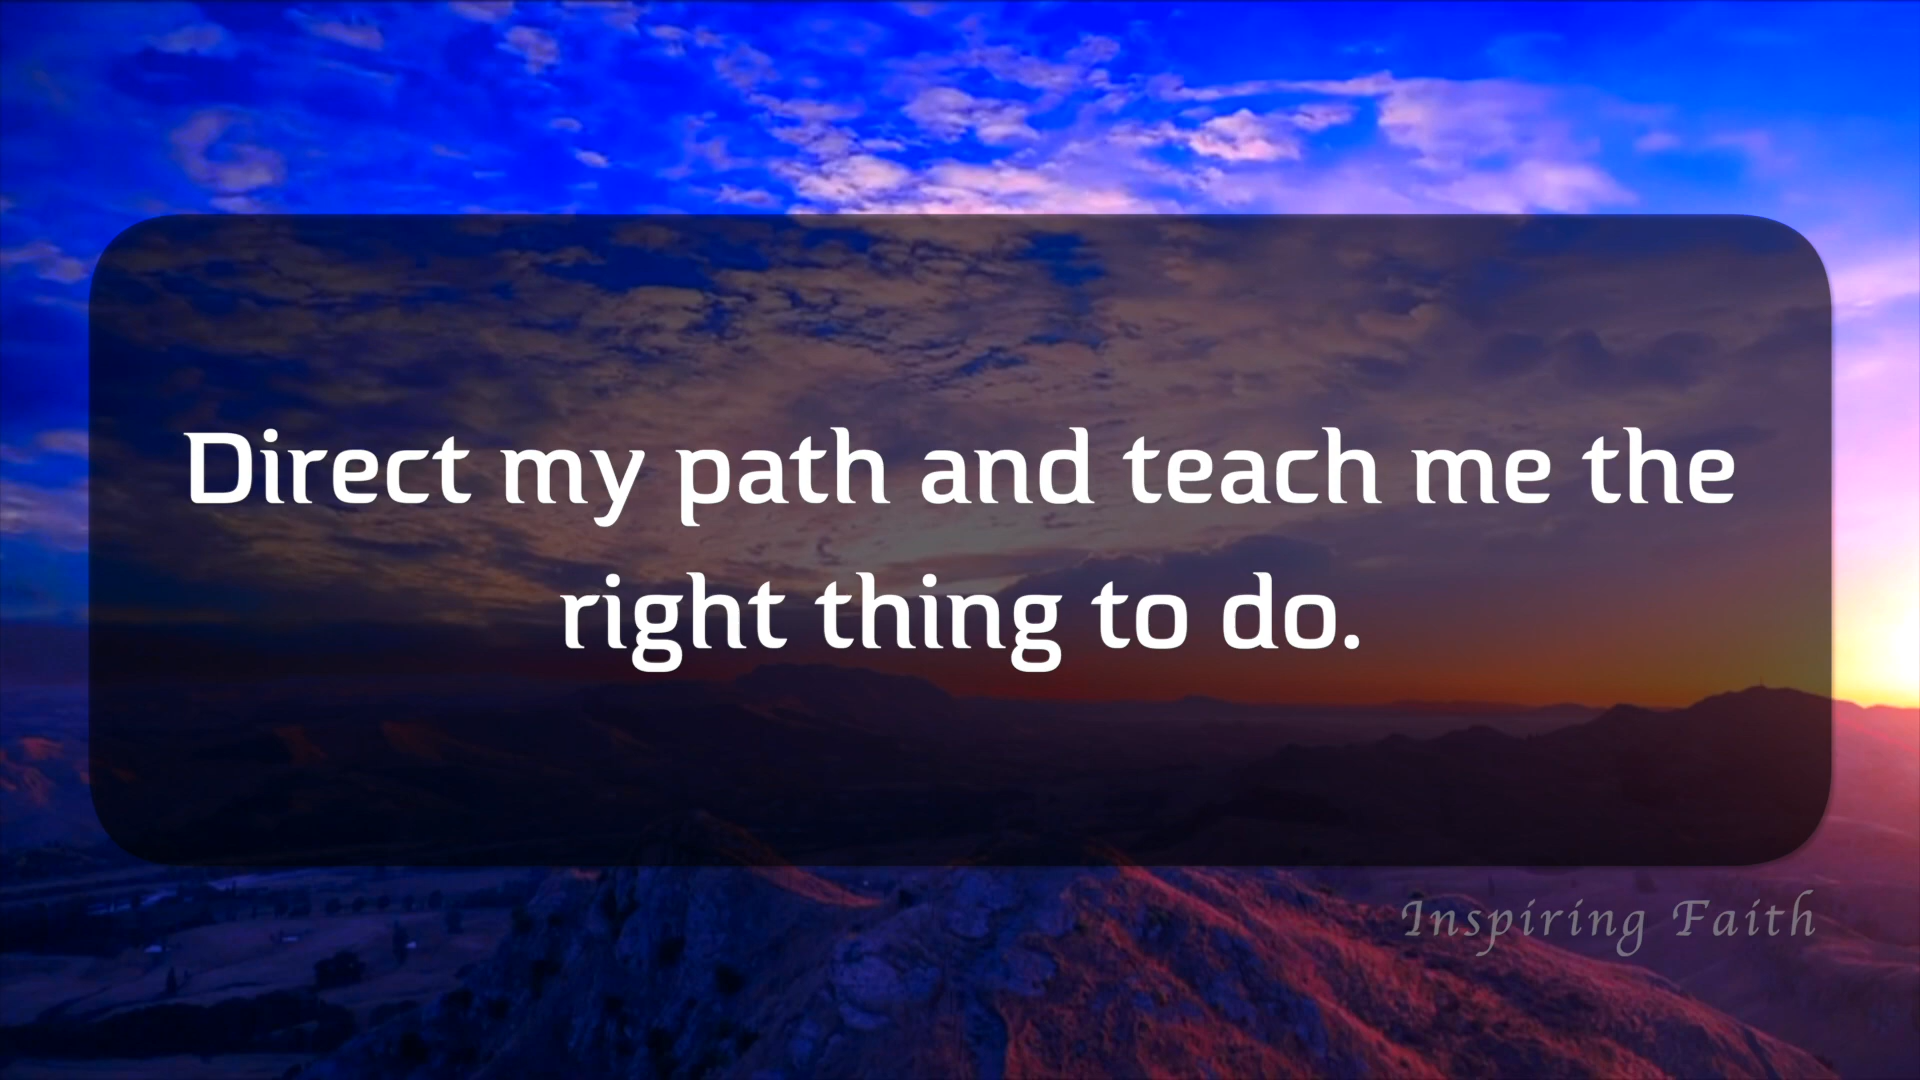 Direct my path and teach me the
right thing to do.
Inspiring Faith